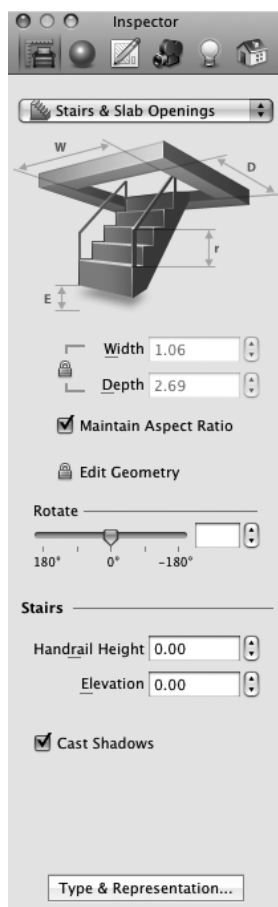 Inspector
Stairs & Slab Openings
W
D
r
E
Width 1.06
Depth 2.69
Maintain Aspect Ratio
Edit Geometry
Rotate
180° 0° -180°
Stairs
Handrail Height 0.00
Elevation 0.00
Cast Shadows
Type & Representation...